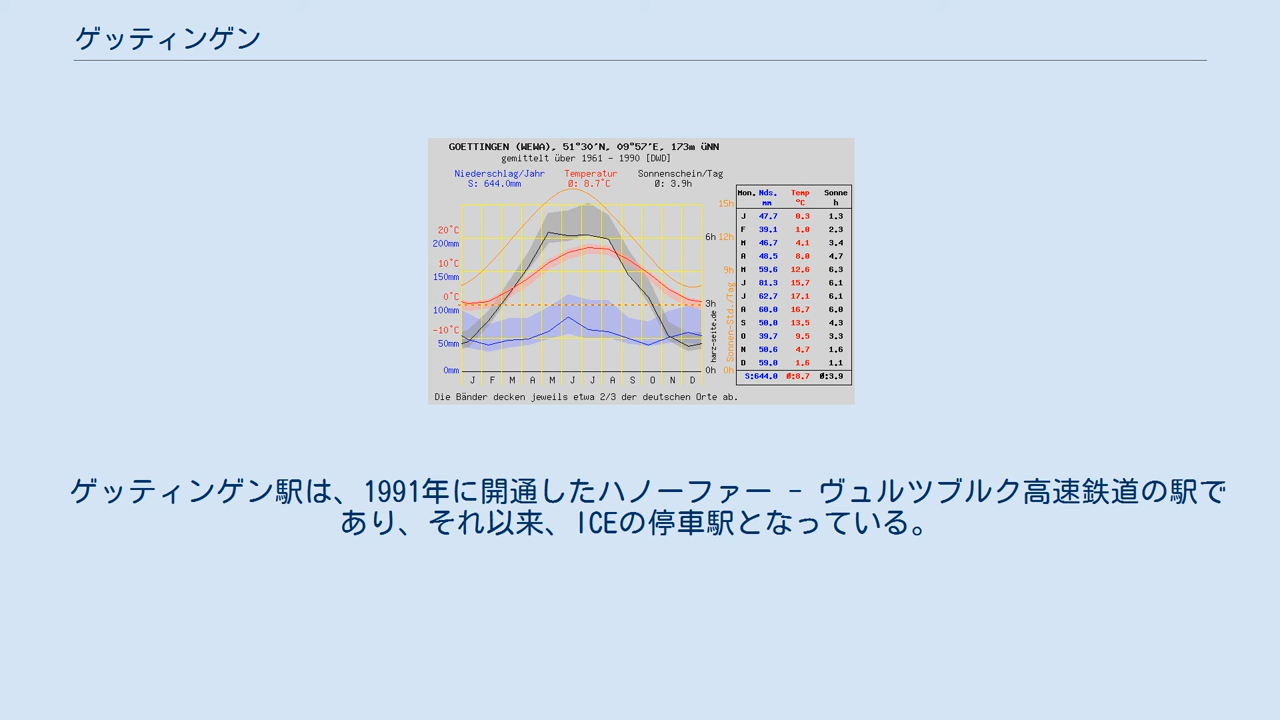 ゲッティンゲン
GOETTINGEN (WEWA), 51°30'N, 09°57'E, 173m üNN
gemittelt über 1961 - 1990 [DWD]
Niederschlag/Jahr Temperatur Sonnenschein/Tag
S: 644.0mm Ø: 8.7°C Ø: 3.9h
20°C
200mm
10°C
150mm
0°C
100mm
-10°C
50mm
0mm
J F M A M J J A S O N D
15h
6h 12h
9h
3h
0h 0h
harz-seite.de
Sonnen-Std./Tag
Mon. Nds. Temp Sonne
mm °C h
J 47.7 0.3 1.3
F 39.1 1.0 2.3
M 46.7 4.1 3.4
A 48.5 8.0 4.7
M 59.6 12.6 6.3
J 81.3 15.7 6.1
J 62.7 17.1 6.1
A 60.0 16.7 6.0
S 50.0 13.5 4.3
O 39.7 9.5 3.3
N 50.6 4.7 1.6
D 59.0 1.6 1.1
S:644.0 Ø:8.7 Ø:3.9
Die Bänder decken jeweils etwa 2/3 der deutschen Orte ab.
ゲッティンゲン駅は、1991年に開通したハノーファー - ヴュルツブルク高速鉄道の駅で
あり、それ以来、ICEの停車駅となっている。